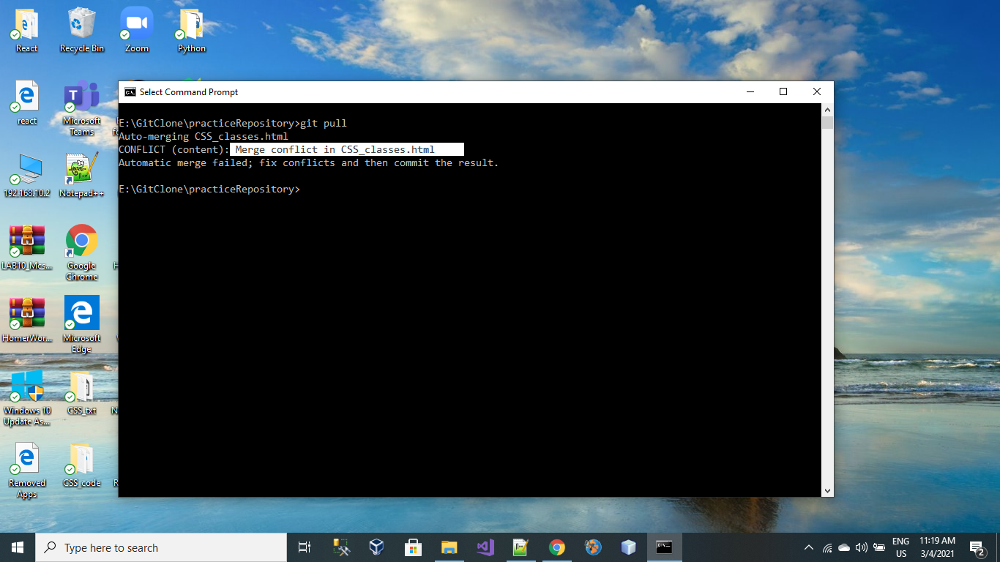 React
Recycle Bin
Zoom
Python
react
Microsoft
Teams
192.168.10.2
Notepad++
LAB10_Mcs...
Google
Chrome
HomerWor...
Microsoft
Edge
Windows 10
Update As...
CSS_txt
Removed
Apps
CSS_code
Select Command Prompt
E:\GitClone\practiceRepository>git pull
Auto-merging CSS_classes.html
CONFLICT (content): Merge conflict in CSS_classes.html
Automatic merge failed; fix conflicts and then commit the result.
E:\GitClone\practiceRepository>
Type here to search
ENG
US
11:19 AM
3/4/2021
2